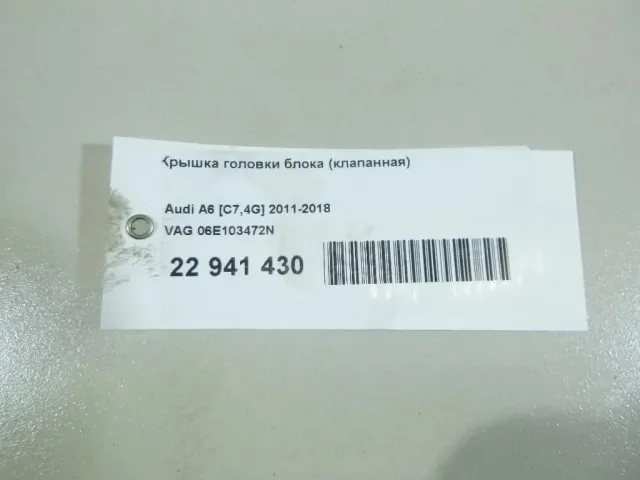 Крышка головки блока (клапанная)
Audi A6 [C7,4G] 2011-2018
VAG 06E103472N
22 941 430